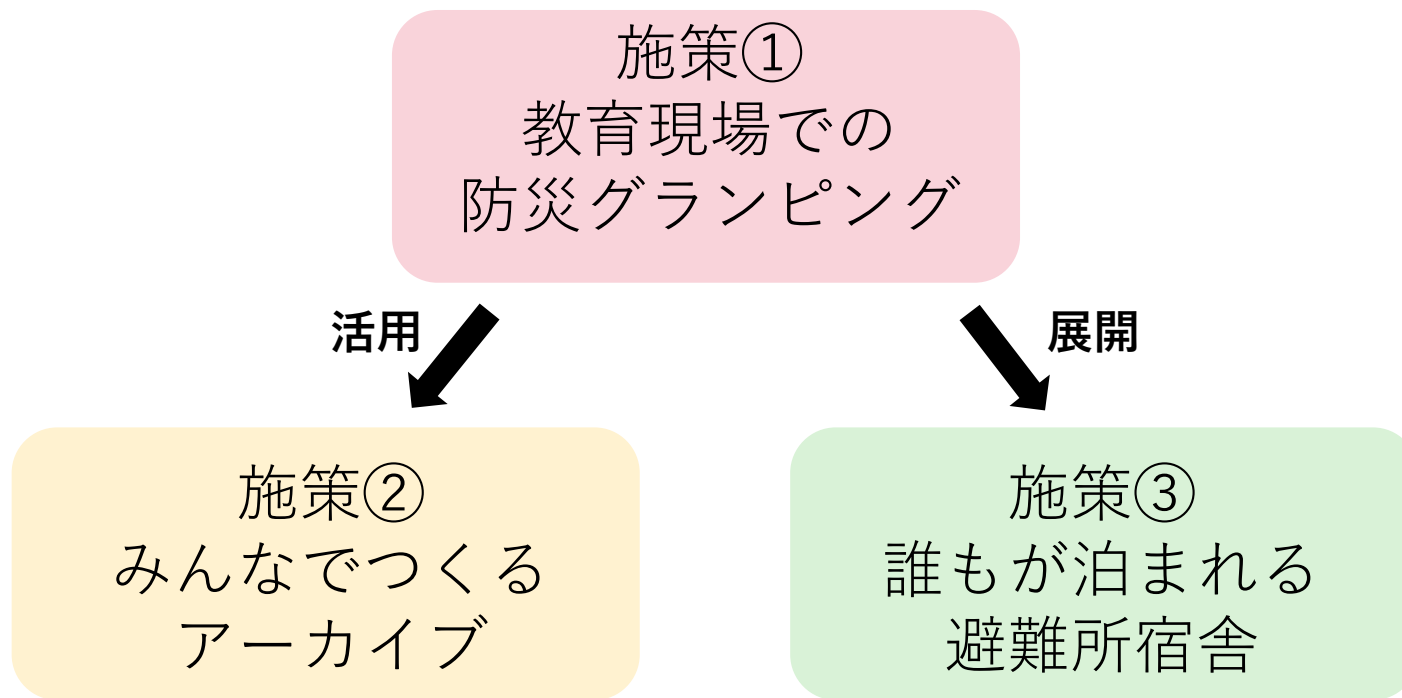 施策①
教育現場での
防災グランピング
活用
展開
施策②
みんなでつくる
アーカイブ
施策③
誰もが泊まれる
避難所宿舎